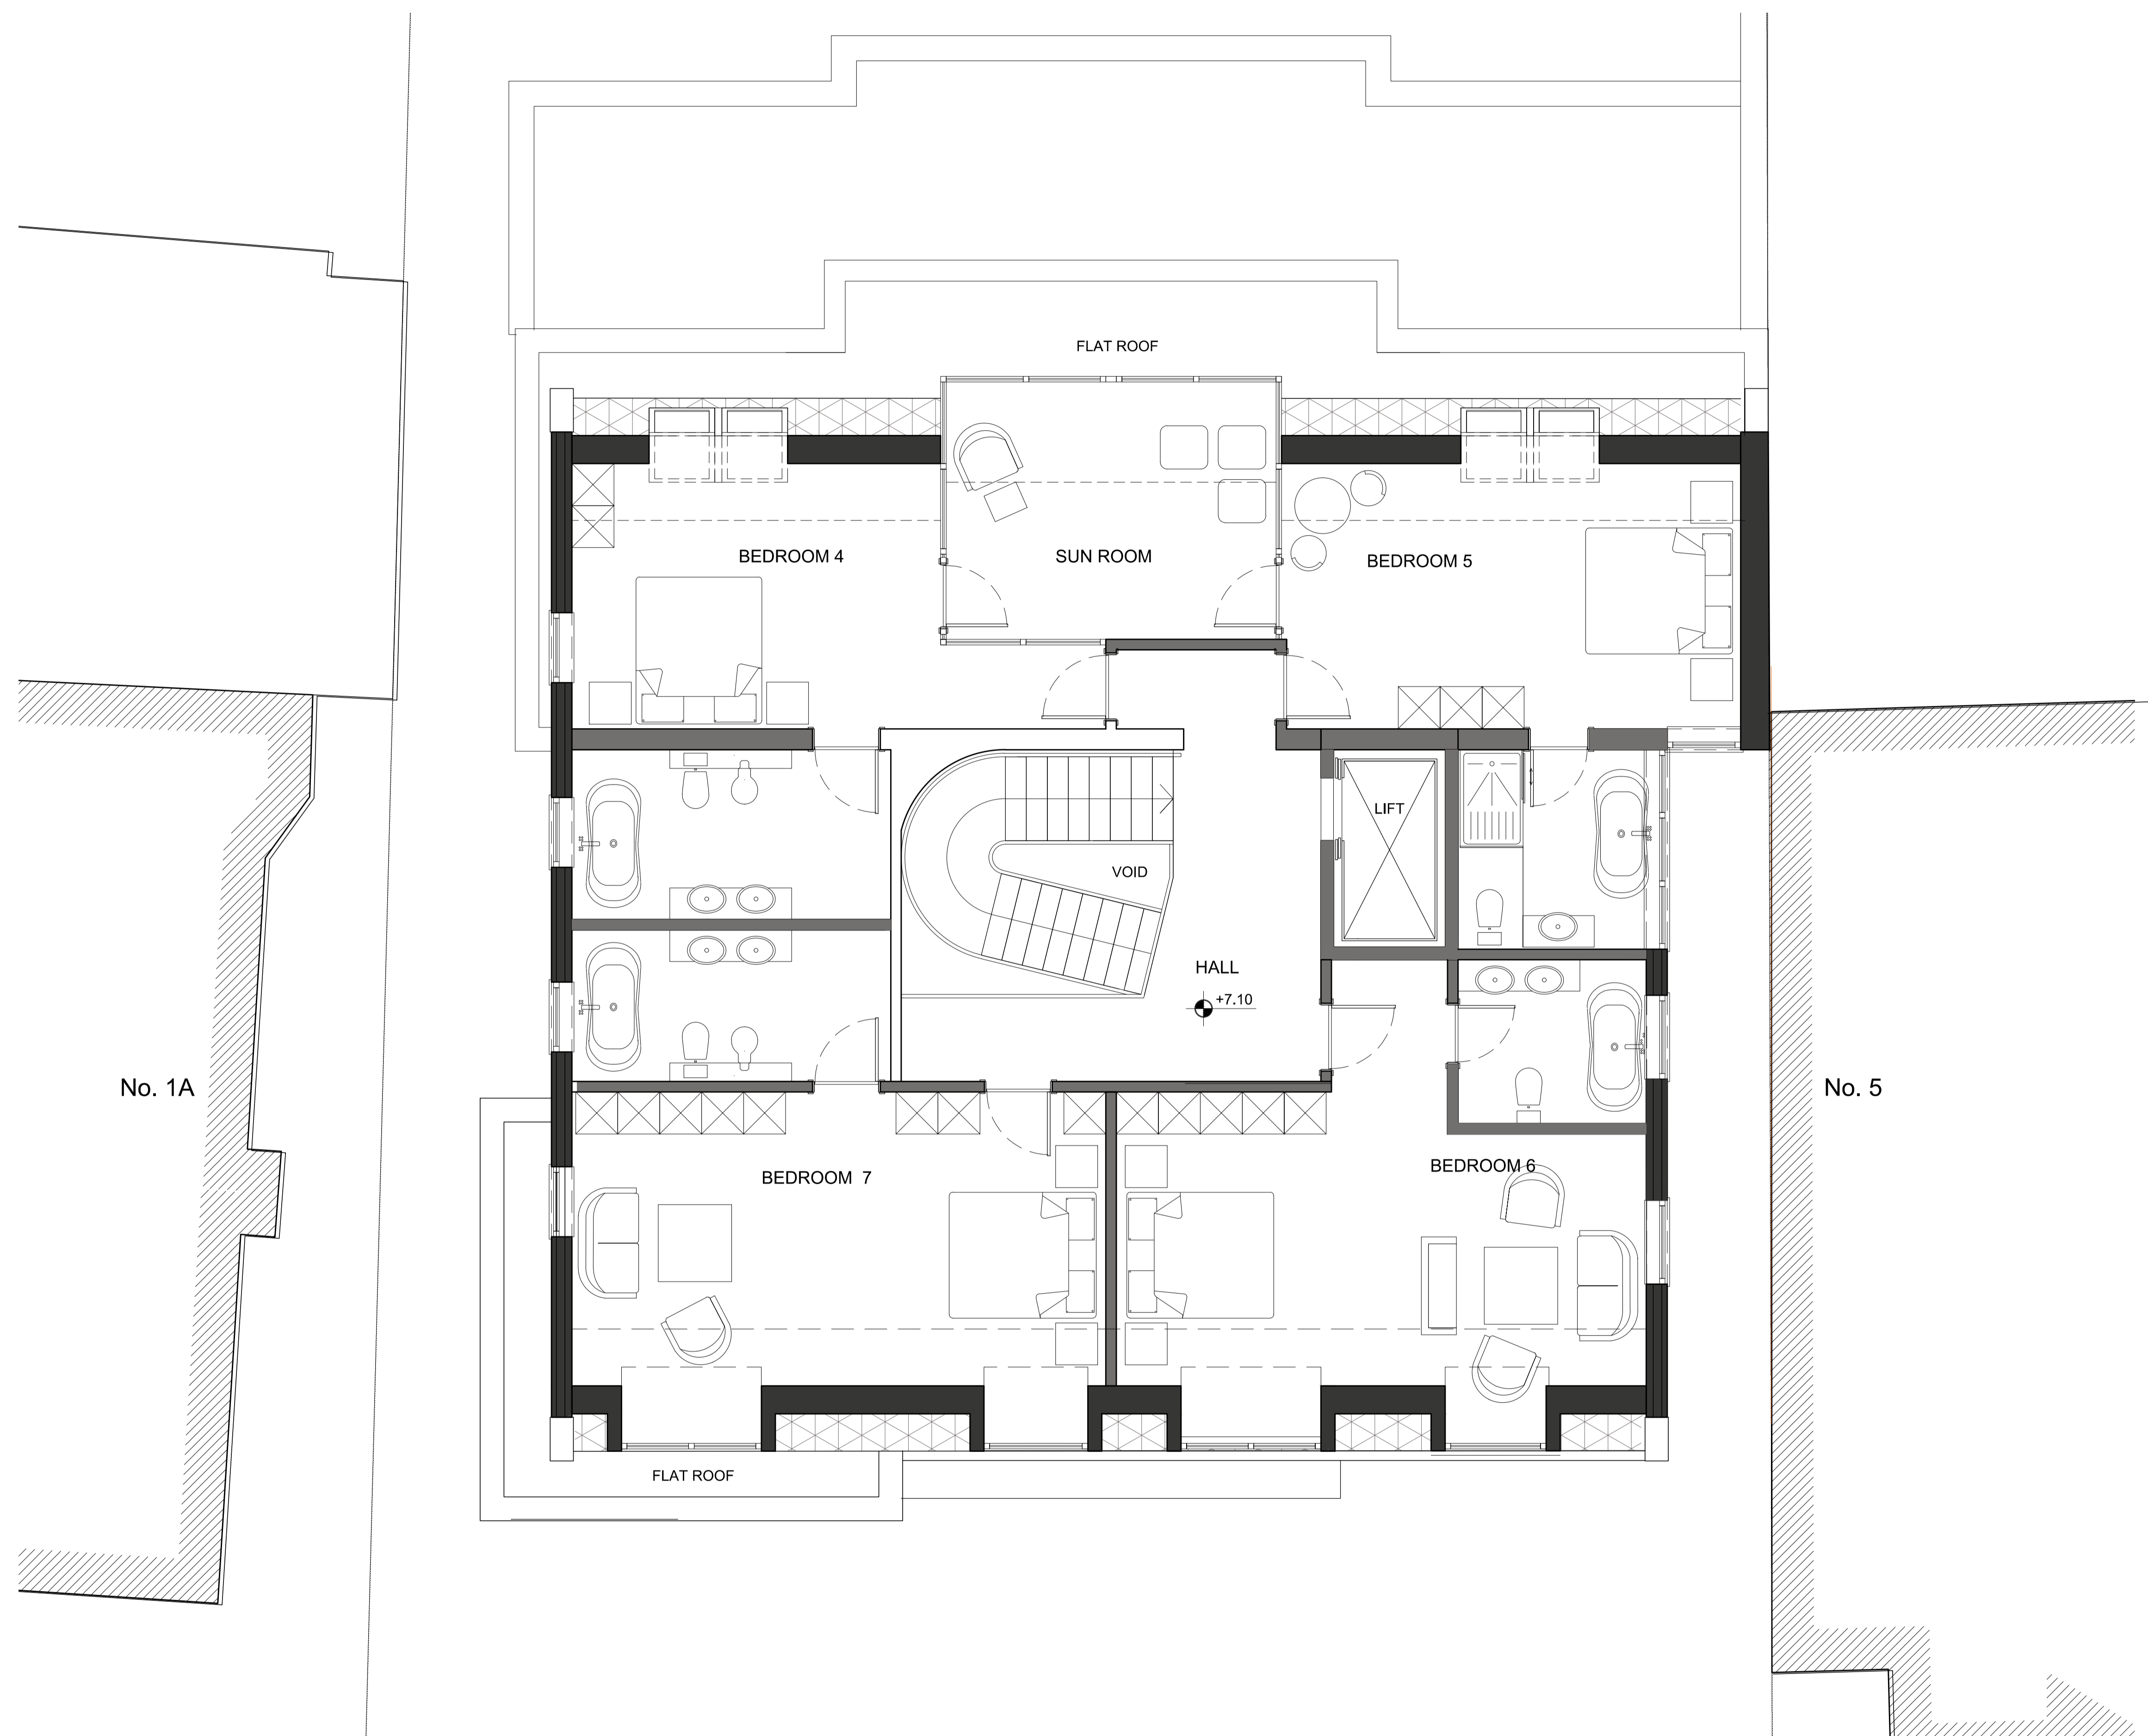 FLAT ROOF
BEDROOM 4
SUN ROOM
BEDROOM 5
LIFT
VOID
HALL
+7.10
No. 1A
No. 5
BEDROOM 7
BEDROOM 6
FLAT ROOF